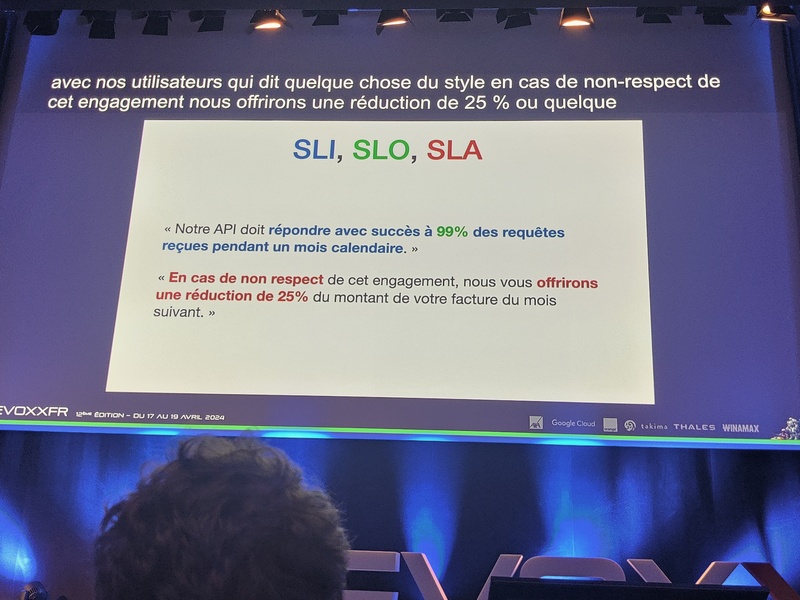 avec nos utilisateurs qui dit quelque chose du style en cas de non-respect de
cet engagement nous offrirons une réduction de 25 % ou quelque
SLI, SLO, SLA
« Notre API doit répondre avec succès à 99% des requêtes
reçues pendant un mois calendaire. »
« En cas de non respect de cet engagement, nous vous offrirons
une réduction de 25% du montant de votre facture du mois
suivant. »
EVOXXFR 12ème ÉDITION – DU 17 AU 19 AVRIL 2024
Google Cloud takima THALES WINAMAX